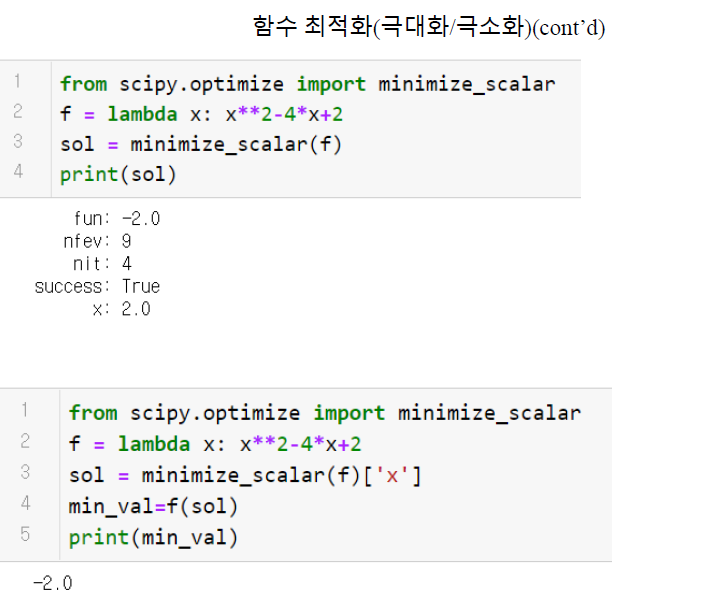 함수 최적화(극대화/극소화)(cont’d)
1 from scipy.optimize import minimize_scalar
2 f = lambda x: x**2-4*x+2
3 sol = minimize_scalar(f)
4 print(sol)
fun: -2.0
nfev: 9
nit: 4
success: True
x: 2.0
1 from scipy.optimize import minimize_scalar
2 f = lambda x: x**2-4*x+2
3 sol = minimize_scalar(f)['x']
4 min_val=f(sol)
5 print(min_val)
-2.0